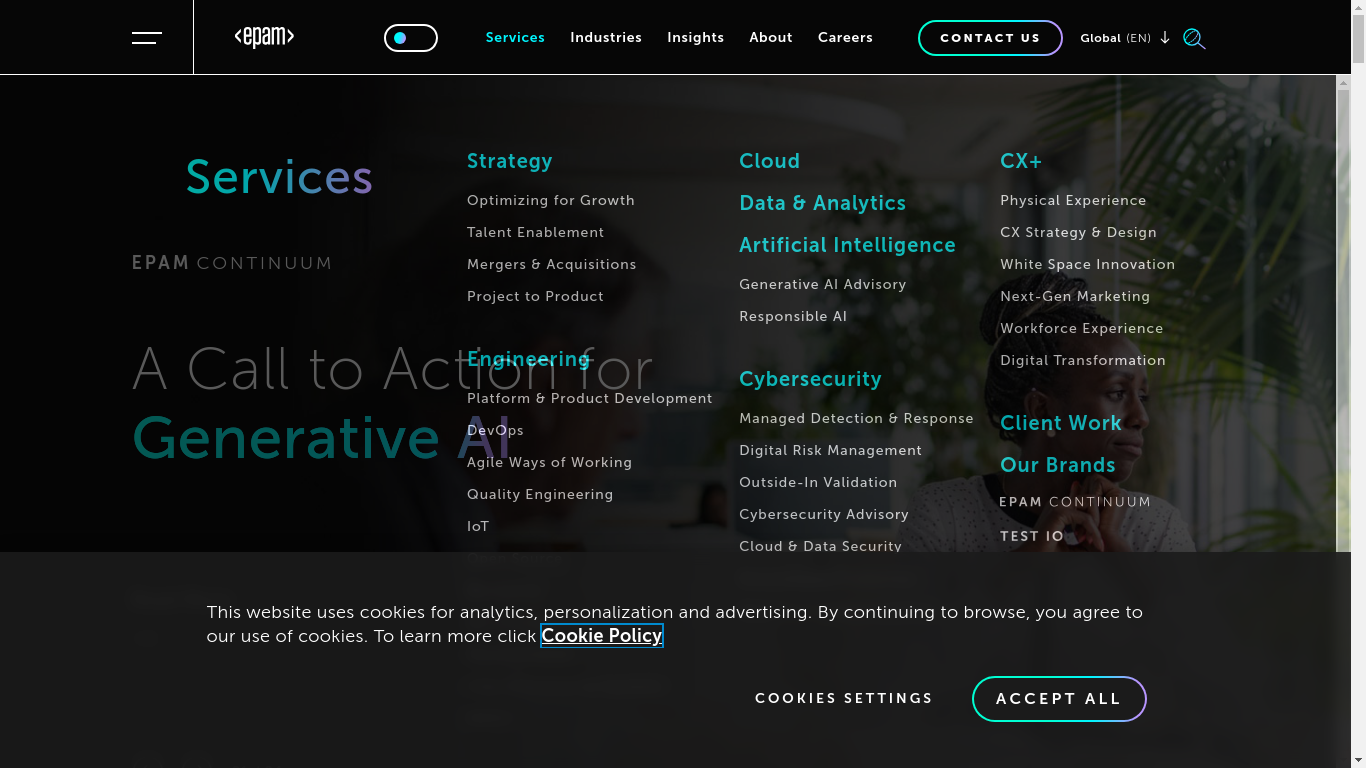 <epam>
Services
Industries
Insights
About
Careers
CONTACT US
Global (EN)
Services
EPAM CONTINUUM
A Call to Action for
Generative AI
Strategy
Optimizing for Growth
Talent Enablement
Mergers & Acquisitions
Project to Product
Engineering
Platform & Product Development
DevOps
Agile Ways of Working
Quality Engineering
IoT
Cloud
Data & Analytics
Artificial Intelligence
Generative AI Advisory
Responsible AI
Cybersecurity
Managed Detection & Response
Digital Risk Management
Outside-In Validation
Cybersecurity Advisory
Cloud & Data Security
CX+
Physical Experience
CX Strategy & Design
White Space Innovation
Next-Gen Marketing
Workforce Experience
Digital Transformation
Client Work
Our Brands
EPAM CONTINUUM
TEST IO
This website uses cookies for analytics, personalization and advertising. By continuing to browse, you agree to
our use of cookies. To learn more click Cookie Policy
COOKIES SETTINGS
ACCEPT ALL